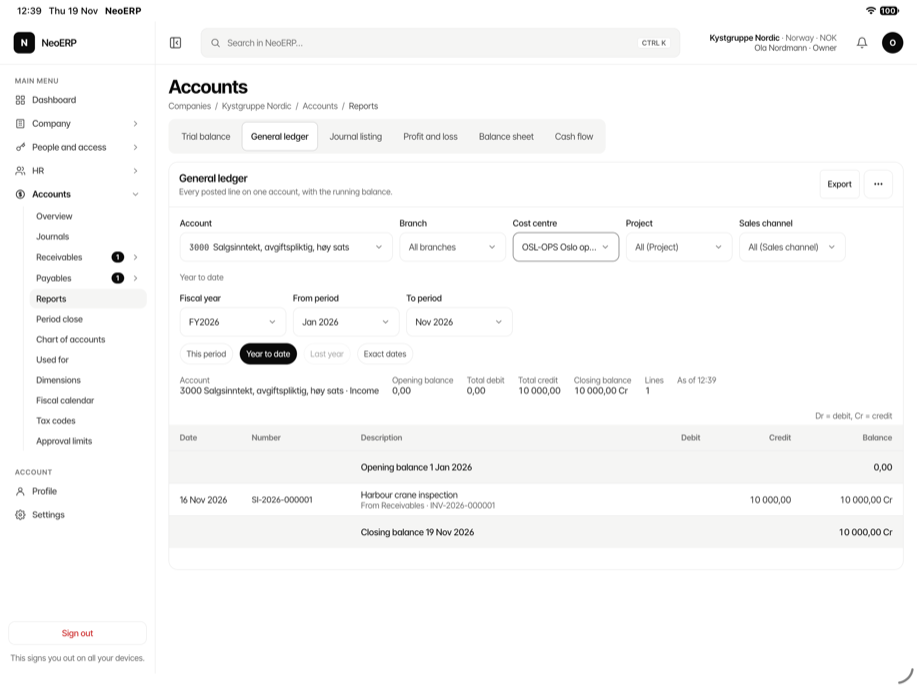 12:39 Thu 19 Nov NeoERP
100
N NeoERP
Search in NeoERP...
CTRL K
Kystgruppe Nordic · Norway · NOK
Ola Nordmann · Owner
O
MAIN MENU
Dashboard
Company
People and access
HR
Accounts
Overview
Journals
Receivables 1
Payables 1
Reports
Period close
Chart of accounts
Used for
Dimensions
Fiscal calendar
Tax codes
Approval limits
ACCOUNT
Profile
Settings
Sign out
This signs you out on all your devices.
Accounts
Companies / Kystgruppe Nordic / Accounts / Reports
Trial balance General ledger Journal listing Profit and loss Balance sheet Cash flow
General ledger
Every posted line on one account, with the running balance.
Export ...
Account Branch Cost centre Project Sales channel
3000 Salgsinntekt, avgiftspliktig, høy sats All branches OSL-OPS Oslo op... All (Project) All (Sales channel)
Year to date
Fiscal year From period To period
FY2026 Jan 2026 Nov 2026
This period Year to date Last year Exact dates
Account Opening balance Total debit Total credit Closing balance Lines As of 12:39
3000 Salgsinntekt, avgiftspliktig, høy sats · Income 0,00 0,00 10 000,00 10 000,00 Cr 1
Dr = debit, Cr = credit
Date Number Description Debit Credit Balance
Opening balance 1 Jan 2026 0,00
16 Nov 2026 SI-2026-000001 Harbour crane inspection 10 000,00 10 000,00 Cr
From Receivables · INV-2026-000001
Closing balance 19 Nov 2026 10 000,00 Cr